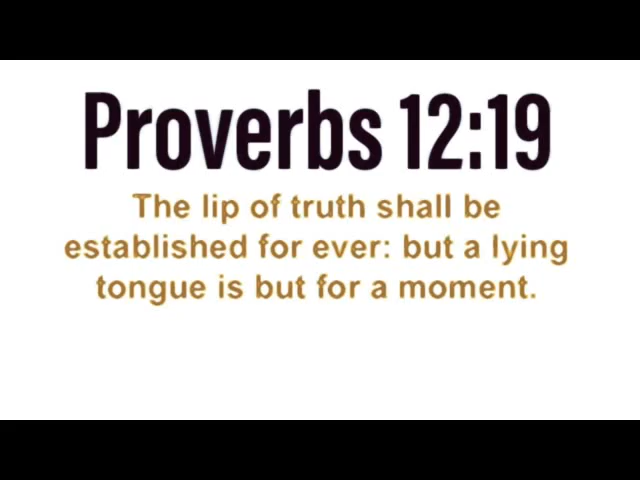 Proverbs 12:19
The lip of truth shall be
established for ever: but a lying
tongue is but for a moment.